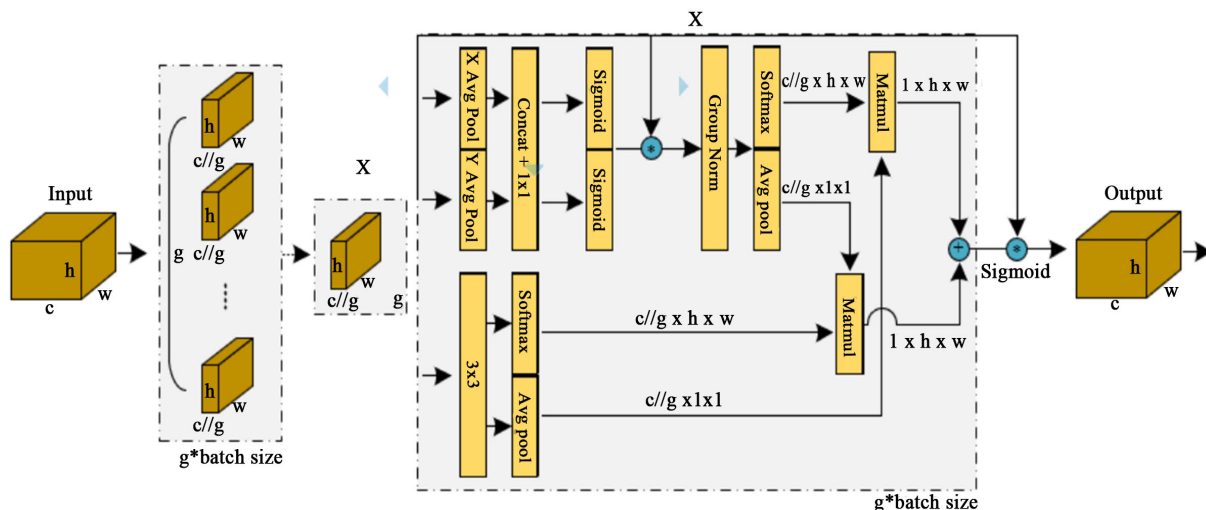 Input
h
w
c
g
h
w
c//g
h
w
c//g
h
w
c//g
g*batch size
X
h
w
c//g
g
X
X Avg Pool
Y Avg Pool
Concat + 1x1
Sigmoid
Sigmoid
*
Group Norm
Softmax
Avg pool
c//g x h x w
c//g x1x1
Matmul
1 x h x w
3x3
Softmax
Avg pool
c//g x h x w
c//g x1x1
Matmul
1 x h x w
+
Sigmoid
*
g*batch size
Output
h
w
c